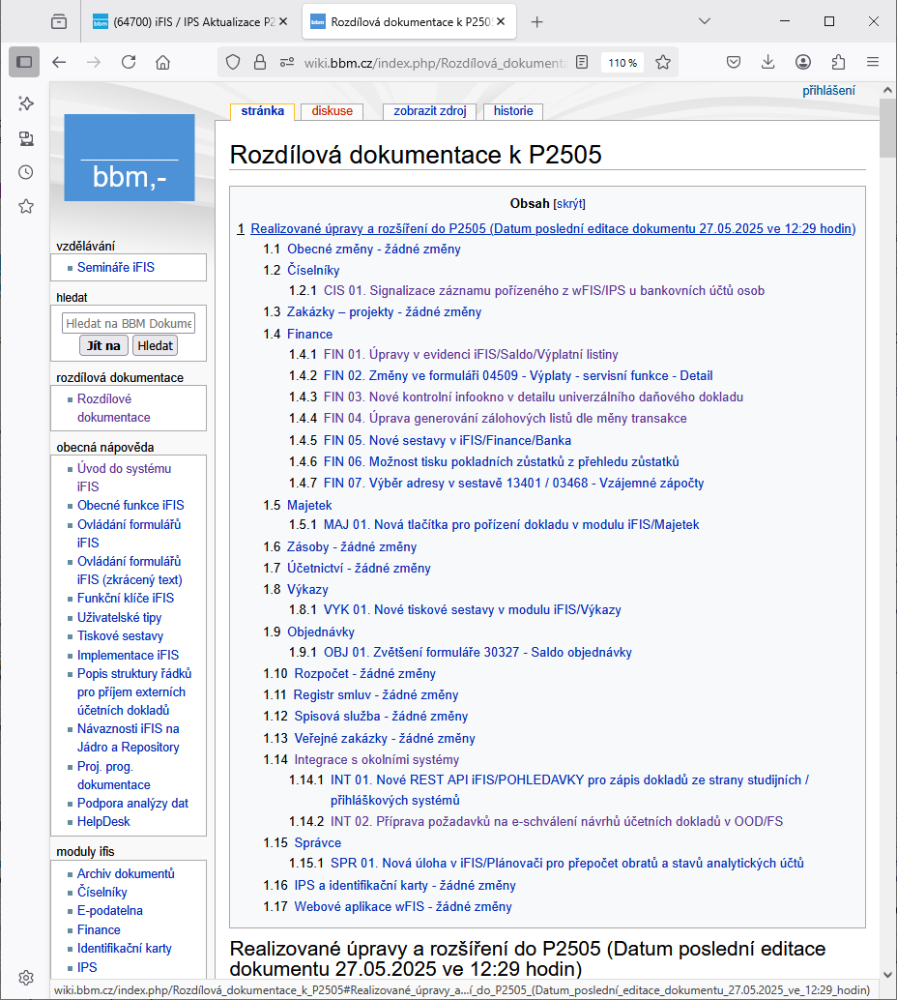 (64700) iFIS / IPS Aktualizace P2
Rozdílová dokumentace k P250
wiki.bbm.cz/index.php/Rozdílová_dokumenta
110 %
přihlášení
stránka
diskuse
zobrazit zdroj
historie
bbm,-
Rozdílová dokumentace k P2505
vzdělávání
Semináře iFIS
hledat
Hledat na BBM Dokume
Jít na
Hledat
rozdílová dokumentace
Rozdílové
dokumentace
obecná nápověda
Úvod do systému
iFIS
Obecné funkce iFIS
Ovládání formulářů
iFIS
Ovládání formulářů
iFIS (zkrácený text)
Funkční klíče iFIS
Uživatelské tipy
Tiskové sestavy
Implementace iFIS
Popis struktury řádků
pro příjem externích
účetních dokladů
Návaznosti iFIS na
Jádro a Repository
Proj. prog.
dokumentace
Podpora analýzy dat
HelpDesk
moduly ifis
Archiv dokumentů
Číselníky
E-podatelna
Finance
Identifikační karty
IPS
Obsah [skrýt]
1 Realizované úpravy a rozšíření do P2505 (Datum poslední editace dokumentu 27.05.2025 ve 12:29 hodin)
1.1 Obecné změny - žádné změny
1.2 Číselníky
1.2.1 CIS 01. Signalizace záznamu pořízeného z wFIS/IPS u bankovních účtů osob
1.3 Zakázky – projekty - žádné změny
1.4 Finance
1.4.1 FIN 01. Úpravy v evidenci iFIS/Saldo/Výplatní listiny
1.4.2 FIN 02. Změny ve formuláři 04509 - Výplaty - servisní funkce - Detail
1.4.3 FIN 03. Nové kontrolní infookno v detailu univerzálního daňového dokladu
1.4.4 FIN 04. Úprava generování zálohových listů dle měny transakce
1.4.5 FIN 05. Nové sestavy v iFIS/Finance/Banka
1.4.6 FIN 06. Možnost tisku pokladních zůstatků z přehledu zůstatků
1.4.7 FIN 07. Výběr adresy v sestavě 13401 / 03468 - Vzájemné zápočty
1.5 Majetek
1.5.1 MAJ 01. Nová tlačítka pro pořízení dokladu v modulu iFIS/Majetek
1.6 Zásoby - žádné změny
1.7 Účetnictví - žádné změny
1.8 Výkazy
1.8.1 VYK 01. Nové tiskové sestavy v modulu iFIS/Výkazy
1.9 Objednávky
1.9.1 OBJ 01. Zvětšení formuláře 30327 - Saldo objednávky
1.10 Rozpočet - žádné změny
1.11 Registr smluv - žádné změny
1.12 Spisová služba - žádné změny
1.13 Veřejné zakázky - žádné změny
1.14 Integrace s okolními systémy
1.14.1 INT 01. Nové REST API iFIS/POHLEDAVKY pro zápis dokladů ze strany studijních /
přihláškových systémů
1.14.2 INT 02. Příprava požadavků na e-schválení návrhů účetních dokladů v OOD/FS
1.15 Správce
1.15.1 SPR 01. Nová úloha v iFIS/Plánovači pro přepočet obratů a stavů analytických účtů
1.16 IPS a identifikační karty - žádné změny
1.17 Webové aplikace wFIS - žádné změny
Realizované úpravy a rozšíření do P2505 (Datum poslední editace
dokumentu 27.05.2025 ve 12:29 hodin)
wiki.bbm.cz/index.php/Rozdílová_dokumentace_k_P2505#Realizované_úpravy_a…í_do_P2505_(Datum_poslední_editace_dokumentu_27.05.2025_ve_12:29_hodin)